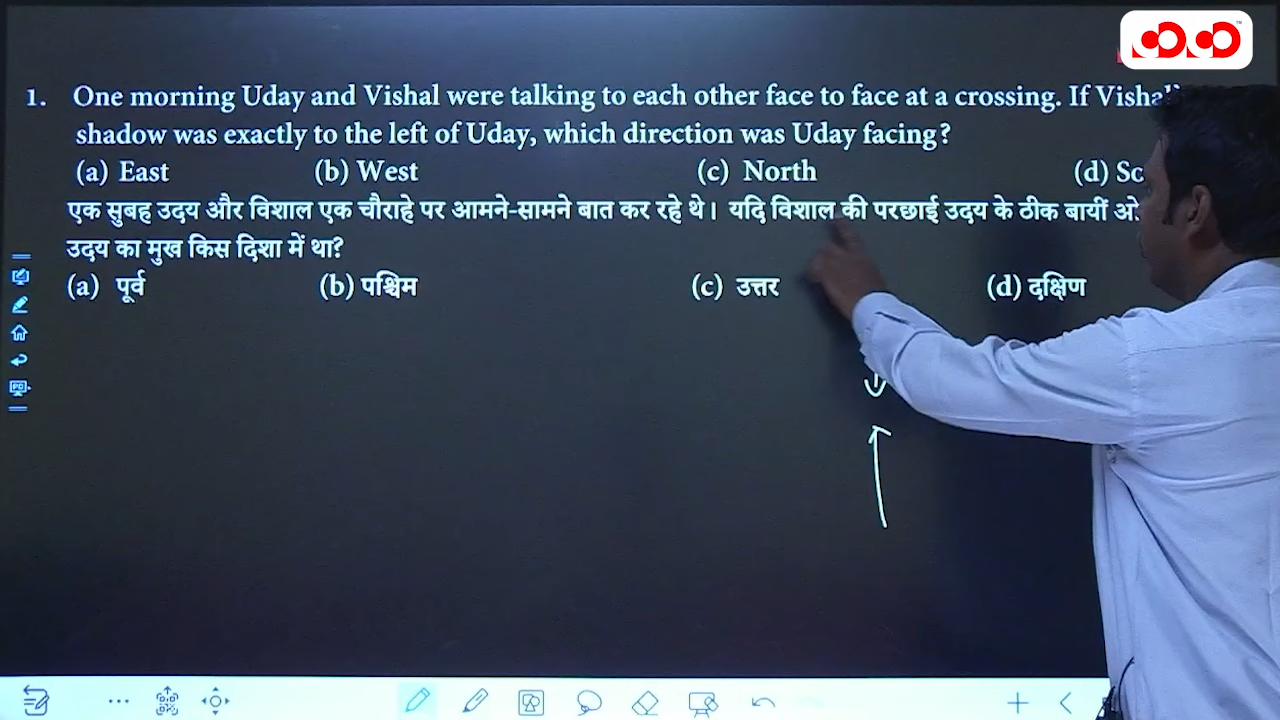 1. One morning Uday and Vishal were talking to each other face to face at a crossing. If
shadow was exactly to the left of Uday, which direction was Uday facing?
(a) East (b) West (c) North (d)
एक सुबह उदय और विशाल एक चौराहे पर आमने-सामने बात कर रहे थे। यदि विशाल की परछाई उदय के ठीक बायीं
उदय का मुख किस दिशा में था?
(a) पूर्व (b) पश्चिम (c) उत्तर (d) दक्षिण